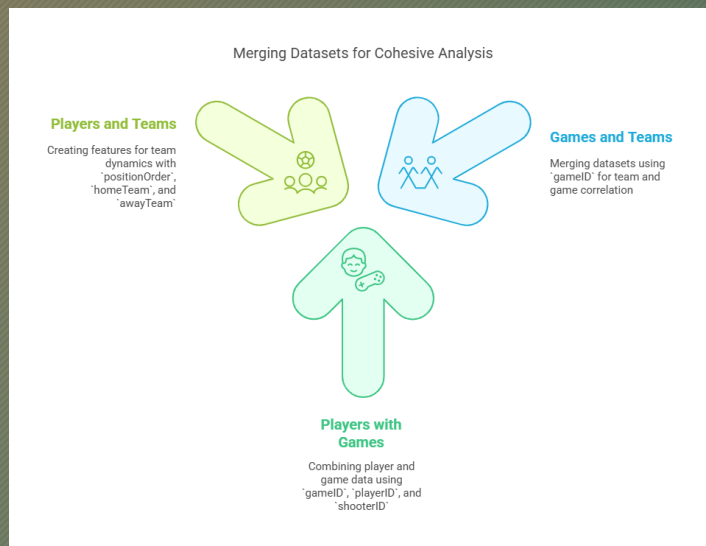 Merging Datasets for Cohesive Analysis
Players and Teams
Creating features for team
dynamics with
`positionOrder`,
`homeTeam`, and
`awayTeam`
Games and Teams
Merging datasets using
`gameID` for team and
game correlation
Players with
Games
Combining player and
game data using
`gameID`, `playerID`, and
`shooterID`